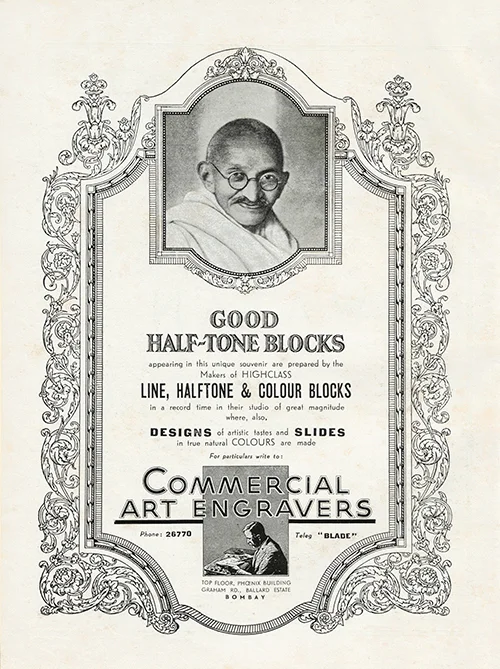 GOOD
HALF-TONE BLOCKS
appearing in this unique souvenir are prepared by the
Makers of HIGHCLASS
LINE, HALFTONE & COLOUR BLOCKS
in a record time in their studio of great magnitude
where, also,
DESIGNS of artistic tastes and SLIDES
in true natural COLOURS are made
For particulars write to:
COMMERCIAL
ART ENGRAVERS
Phone: 26770
Teleg "BLADE"
TOP FLOOR, PHŒNIX BUILDING
GRAHAM RD., BALLARD ESTATE
BOMBAY